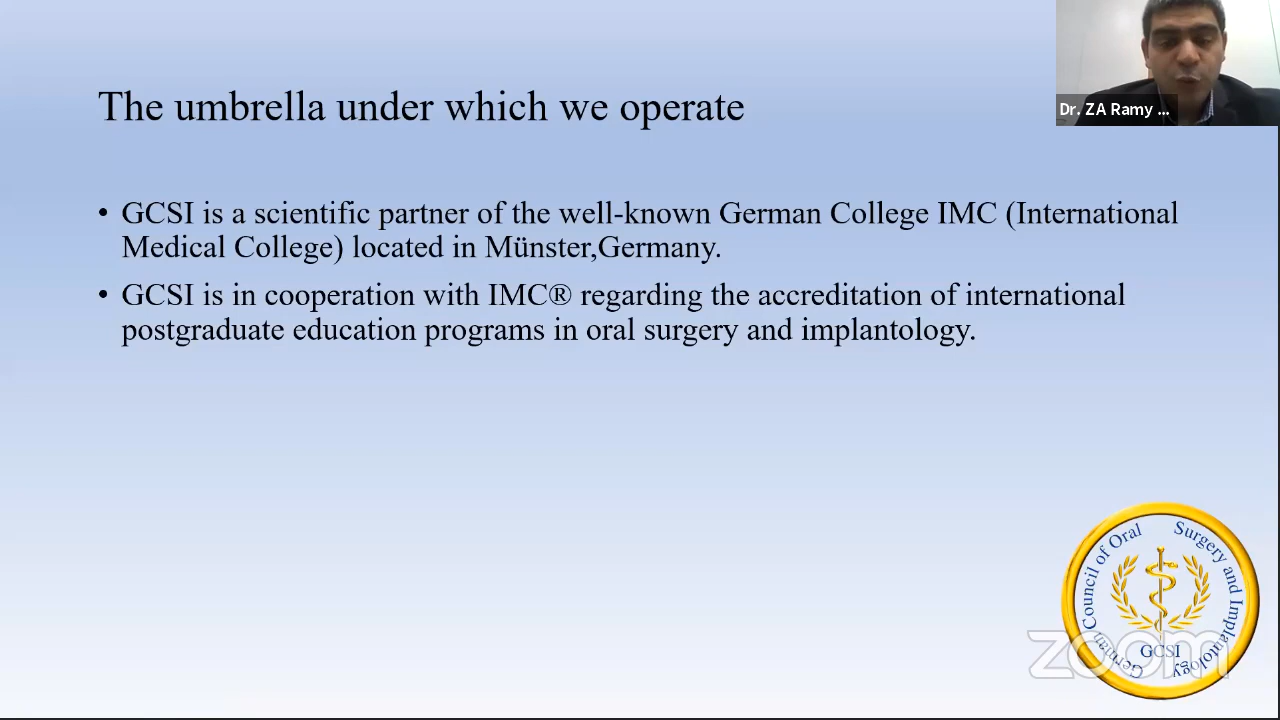 The umbrella under which we operate
Dr. ZA Ramy ...
• GCSI is a scientific partner of the well-known German College IMC (International
Medical College) located in Münster,Germany.
• GCSI is in cooperation with IMC® regarding the accreditation of international
postgraduate education programs in oral surgery and implantology.
German Council of Oral Surgery and Implantology
GCSI
zoom